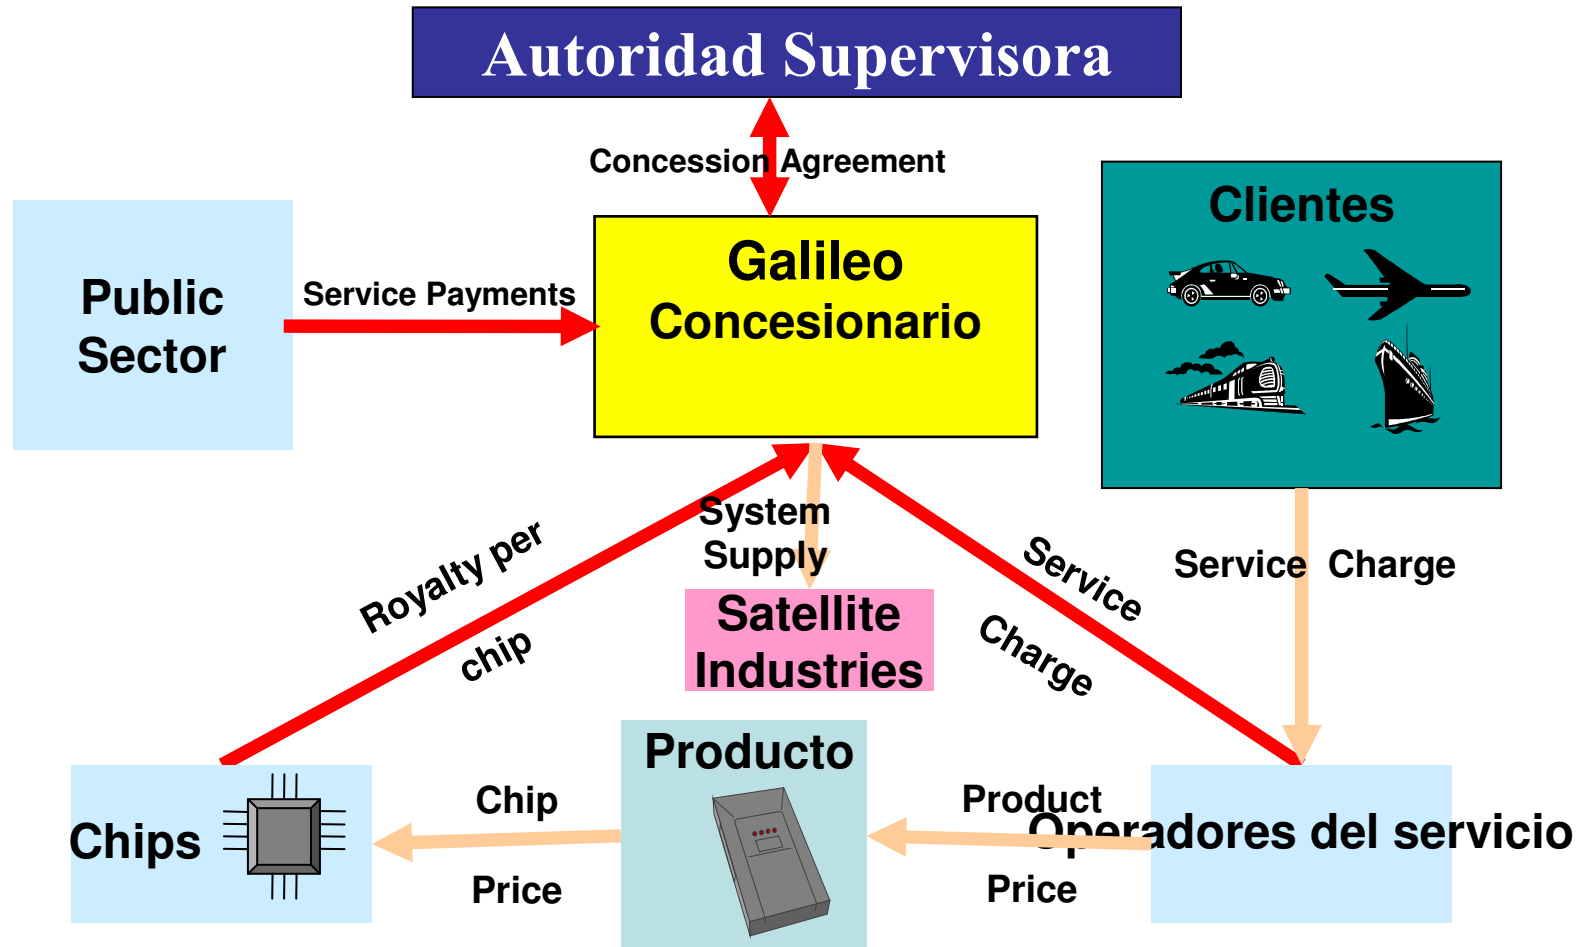 Autoridad Supervisora
Concession Agreement
Clientes
Public
Sector
Service Payments
Galileo
Concesionario
Royalty per
chip
System
Supply
Service
Charge
Service Charge
Satellite
Industries
Chips
Chip
Price
Producto
Product
Price
Operadores del servicio